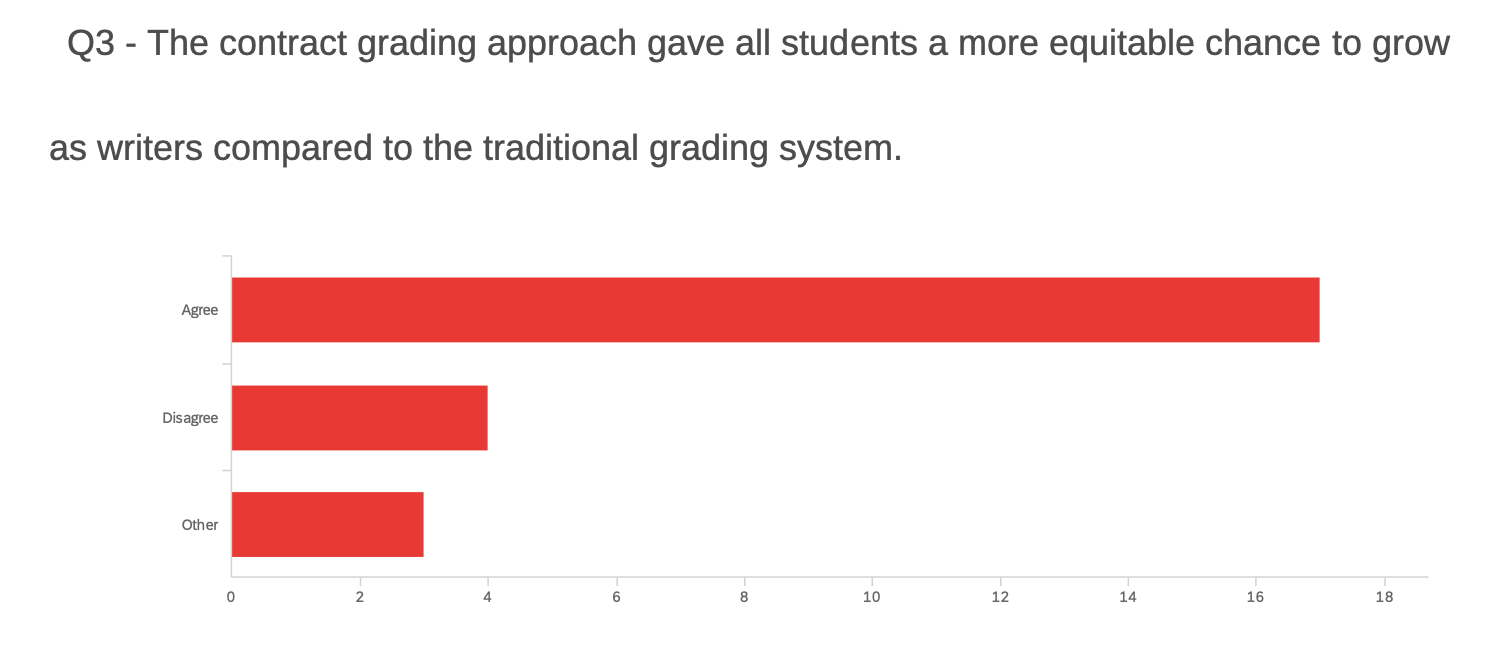 Q3 - The contract grading approach gave all students a more equitable chance to grow
as writers compared to the traditional grading system.
Agree
Disagree
Other
0 2 4 6 8 10 12 14 16 18